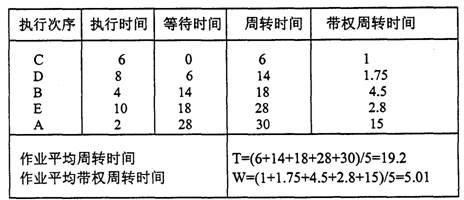 执行次序 执行时间 等待时间 周转时间 带权周转时间
C 6 0 6 1
D 8 6 14 1.75
B 4 14 18 4.5
E 10 18 28 2.8
A 2 28 30 15
作业平均周转时间 T=(6+14+18+28+30)/5=19.2
作业平均带权周转时间 W=(1+1.75+4.5+2.8+15)/5=5.01